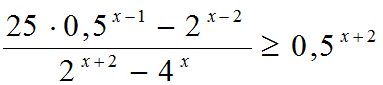 (25 · 0,5^(x−1) − 2^(x−2)) / (2^(x+2) − 4^x) ≥ 0,5^(x+2)